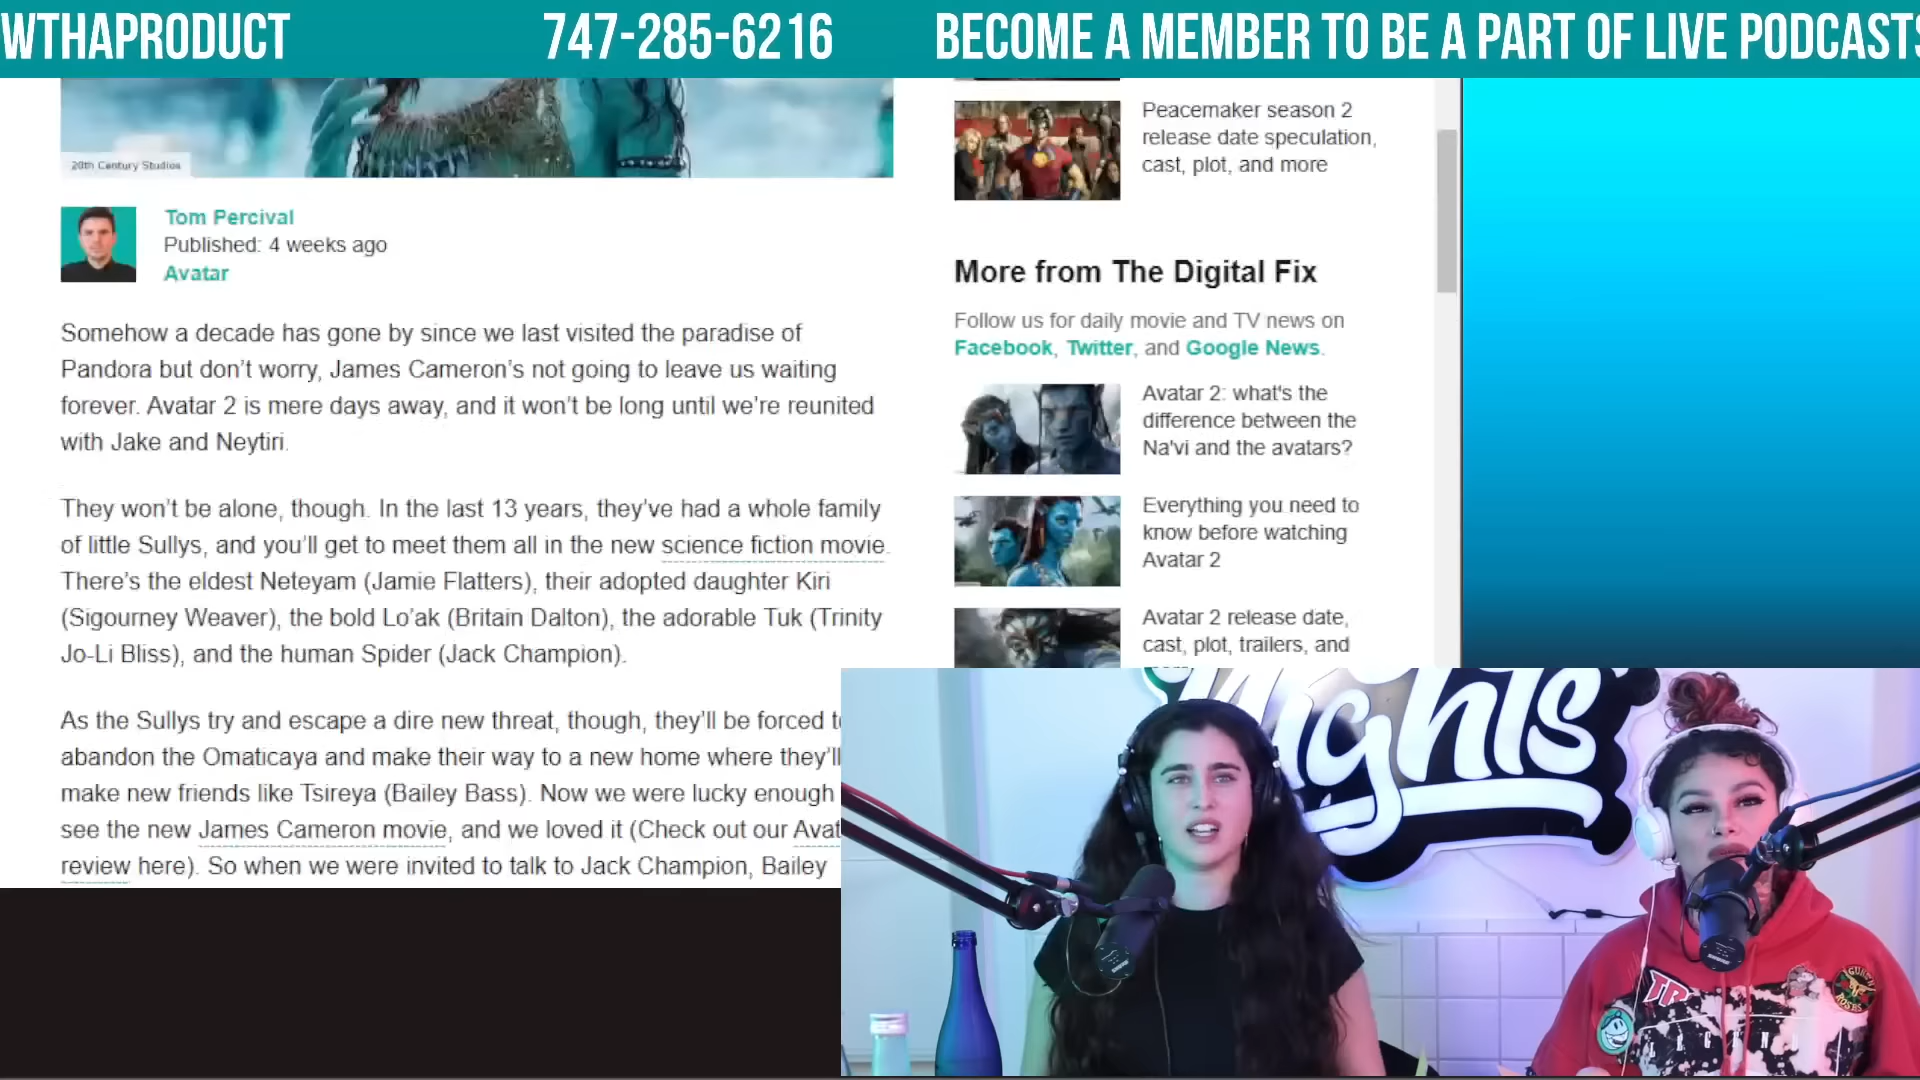 WTHAPRODUCT
747-285-6216
BECOME A MEMBER TO BE A PART OF LIVE PODCASTS
20th Century Studios
Tom Percival
Published: 4 weeks ago
Avatar
Somehow a decade has gone by since we last visited the paradise of
Pandora but don’t worry, James Cameron’s not going to leave us waiting
forever. Avatar 2 is mere days away, and it won’t be long until we’re reunited
with Jake and Neytiri.
They won’t be alone, though. In the last 13 years, they’ve had a whole family
of little Sullys, and you’ll get to meet them all in the new science fiction movie.
There’s the eldest Neteyam (Jamie Flatters), their adopted daughter Kiri
(Sigourney Weaver), the bold Lo’ak (Britain Dalton), the adorable Tuk (Trinity
Jo-Li Bliss), and the human Spider (Jack Champion).
As the Sullys try and escape a dire new threat, though, they’ll be forced t
abandon the Omaticaya and make their way to a new home where they’ll
make new friends like Tsireya (Bailey Bass). Now we were lucky enough
see the new James Cameron movie, and we loved it (Check out our Avat
review here). So when we were invited to talk to Jack Champion, Bailey
Peacemaker season 2
release date speculation,
cast, plot, and more
More from The Digital Fix
Follow us for daily movie and TV news on
Facebook, Twitter, and Google News.
Avatar 2: what's the
difference between the
Na'vi and the avatars?
Everything you need to
know before watching
Avatar 2
Avatar 2 release date,
cast, plot, trailers, and
Nights